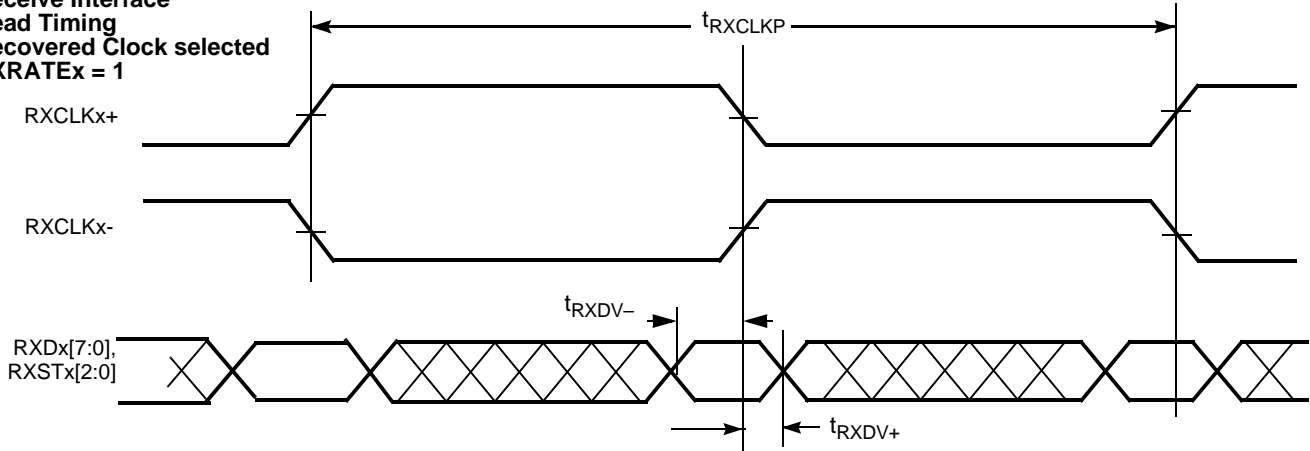 eceive Interface
ead Timing
ecovered Clock selected
XRATEx = 1
tRXCLKP
RXCLKx+
RXCLKx-
tRXDV–
RXDx[7:0],
RXSTx[2:0]
tRXDV+